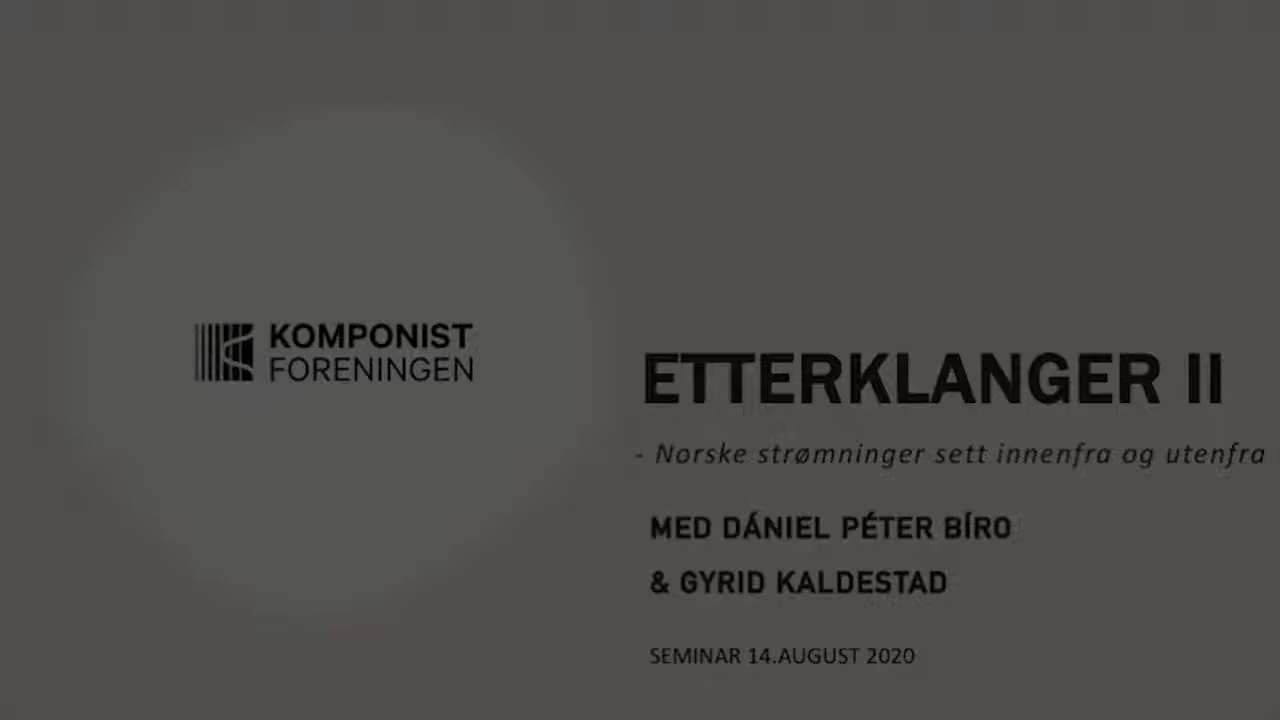 KOMPONIST
FORENINGEN
ETTERKLANGER II
- Norske strømninger sett innenfra og utenfra
MED DÁNIEL PÉTER BÍRO
& GYRID KALDESTAD
SEMINAR 14.AUGUST 2020